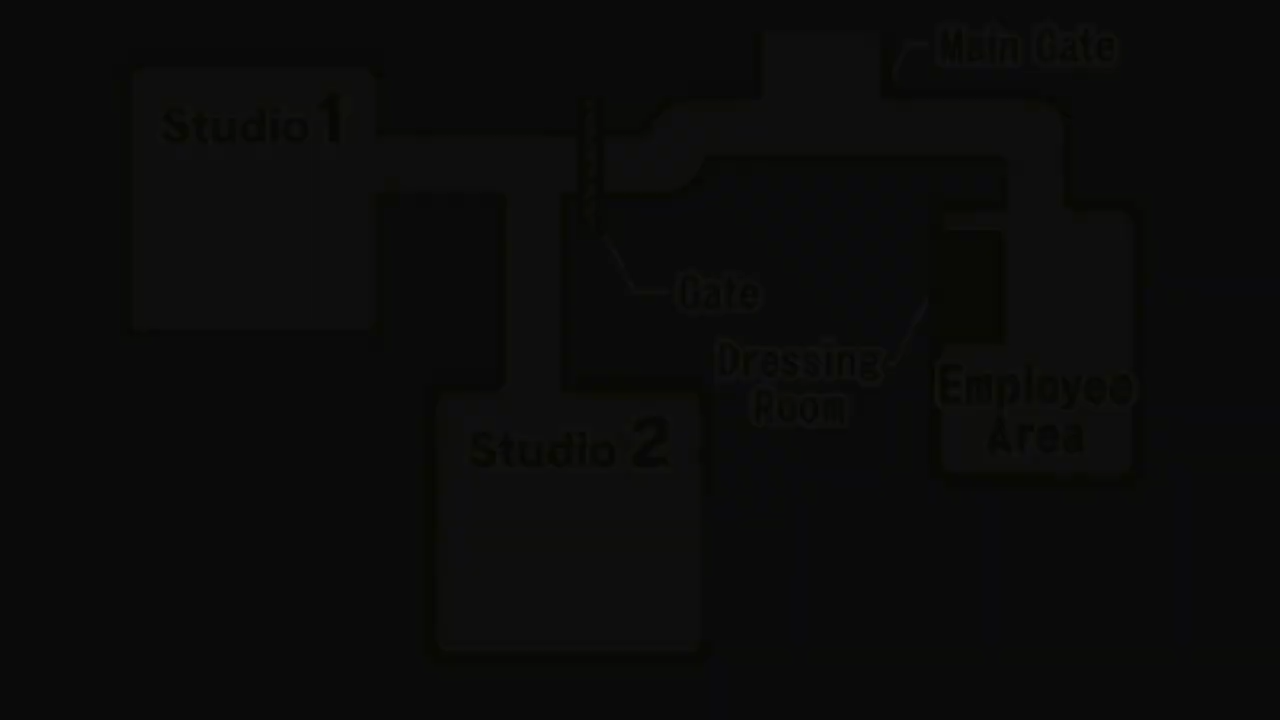 Main Gate
Studio 1
Gate
Dressing
Room
Employee
Area
Studio 2